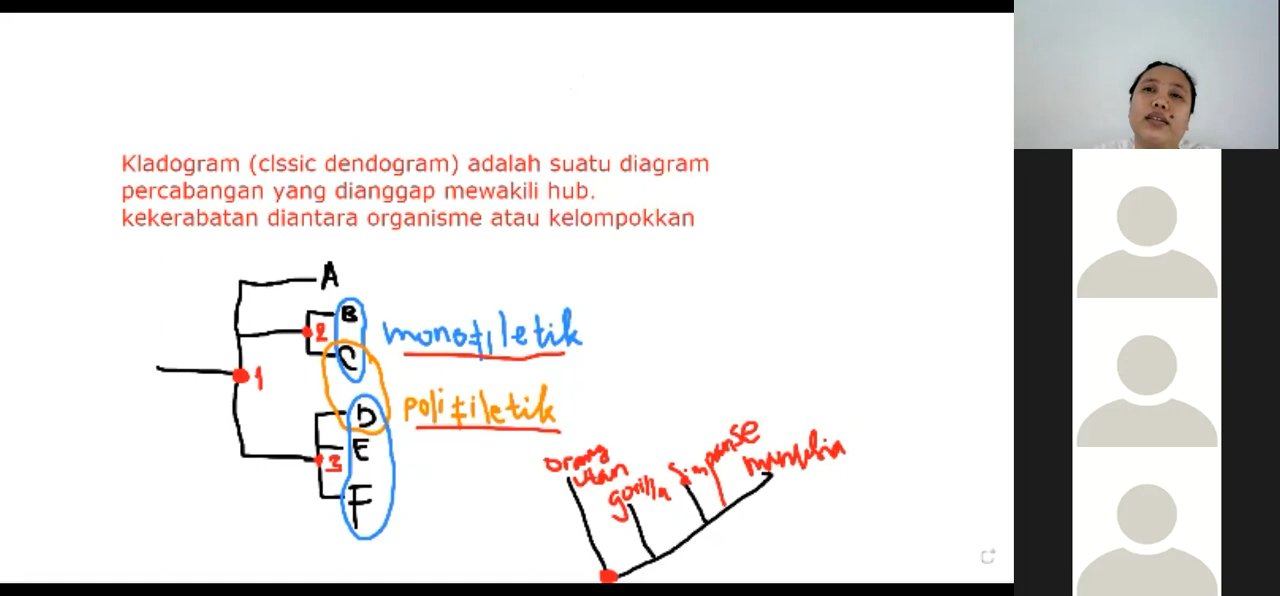 Kladogram (clssic dendogram) adalah suatu diagram
percabangan yang dianggap mewakili hub.
kekerabatan diantara organisme atau kelompokkan
A
B
2
monofiletik
C
1
D
polifiletik
E
3
F
orang
utan
gorilla
simpanse
manusia